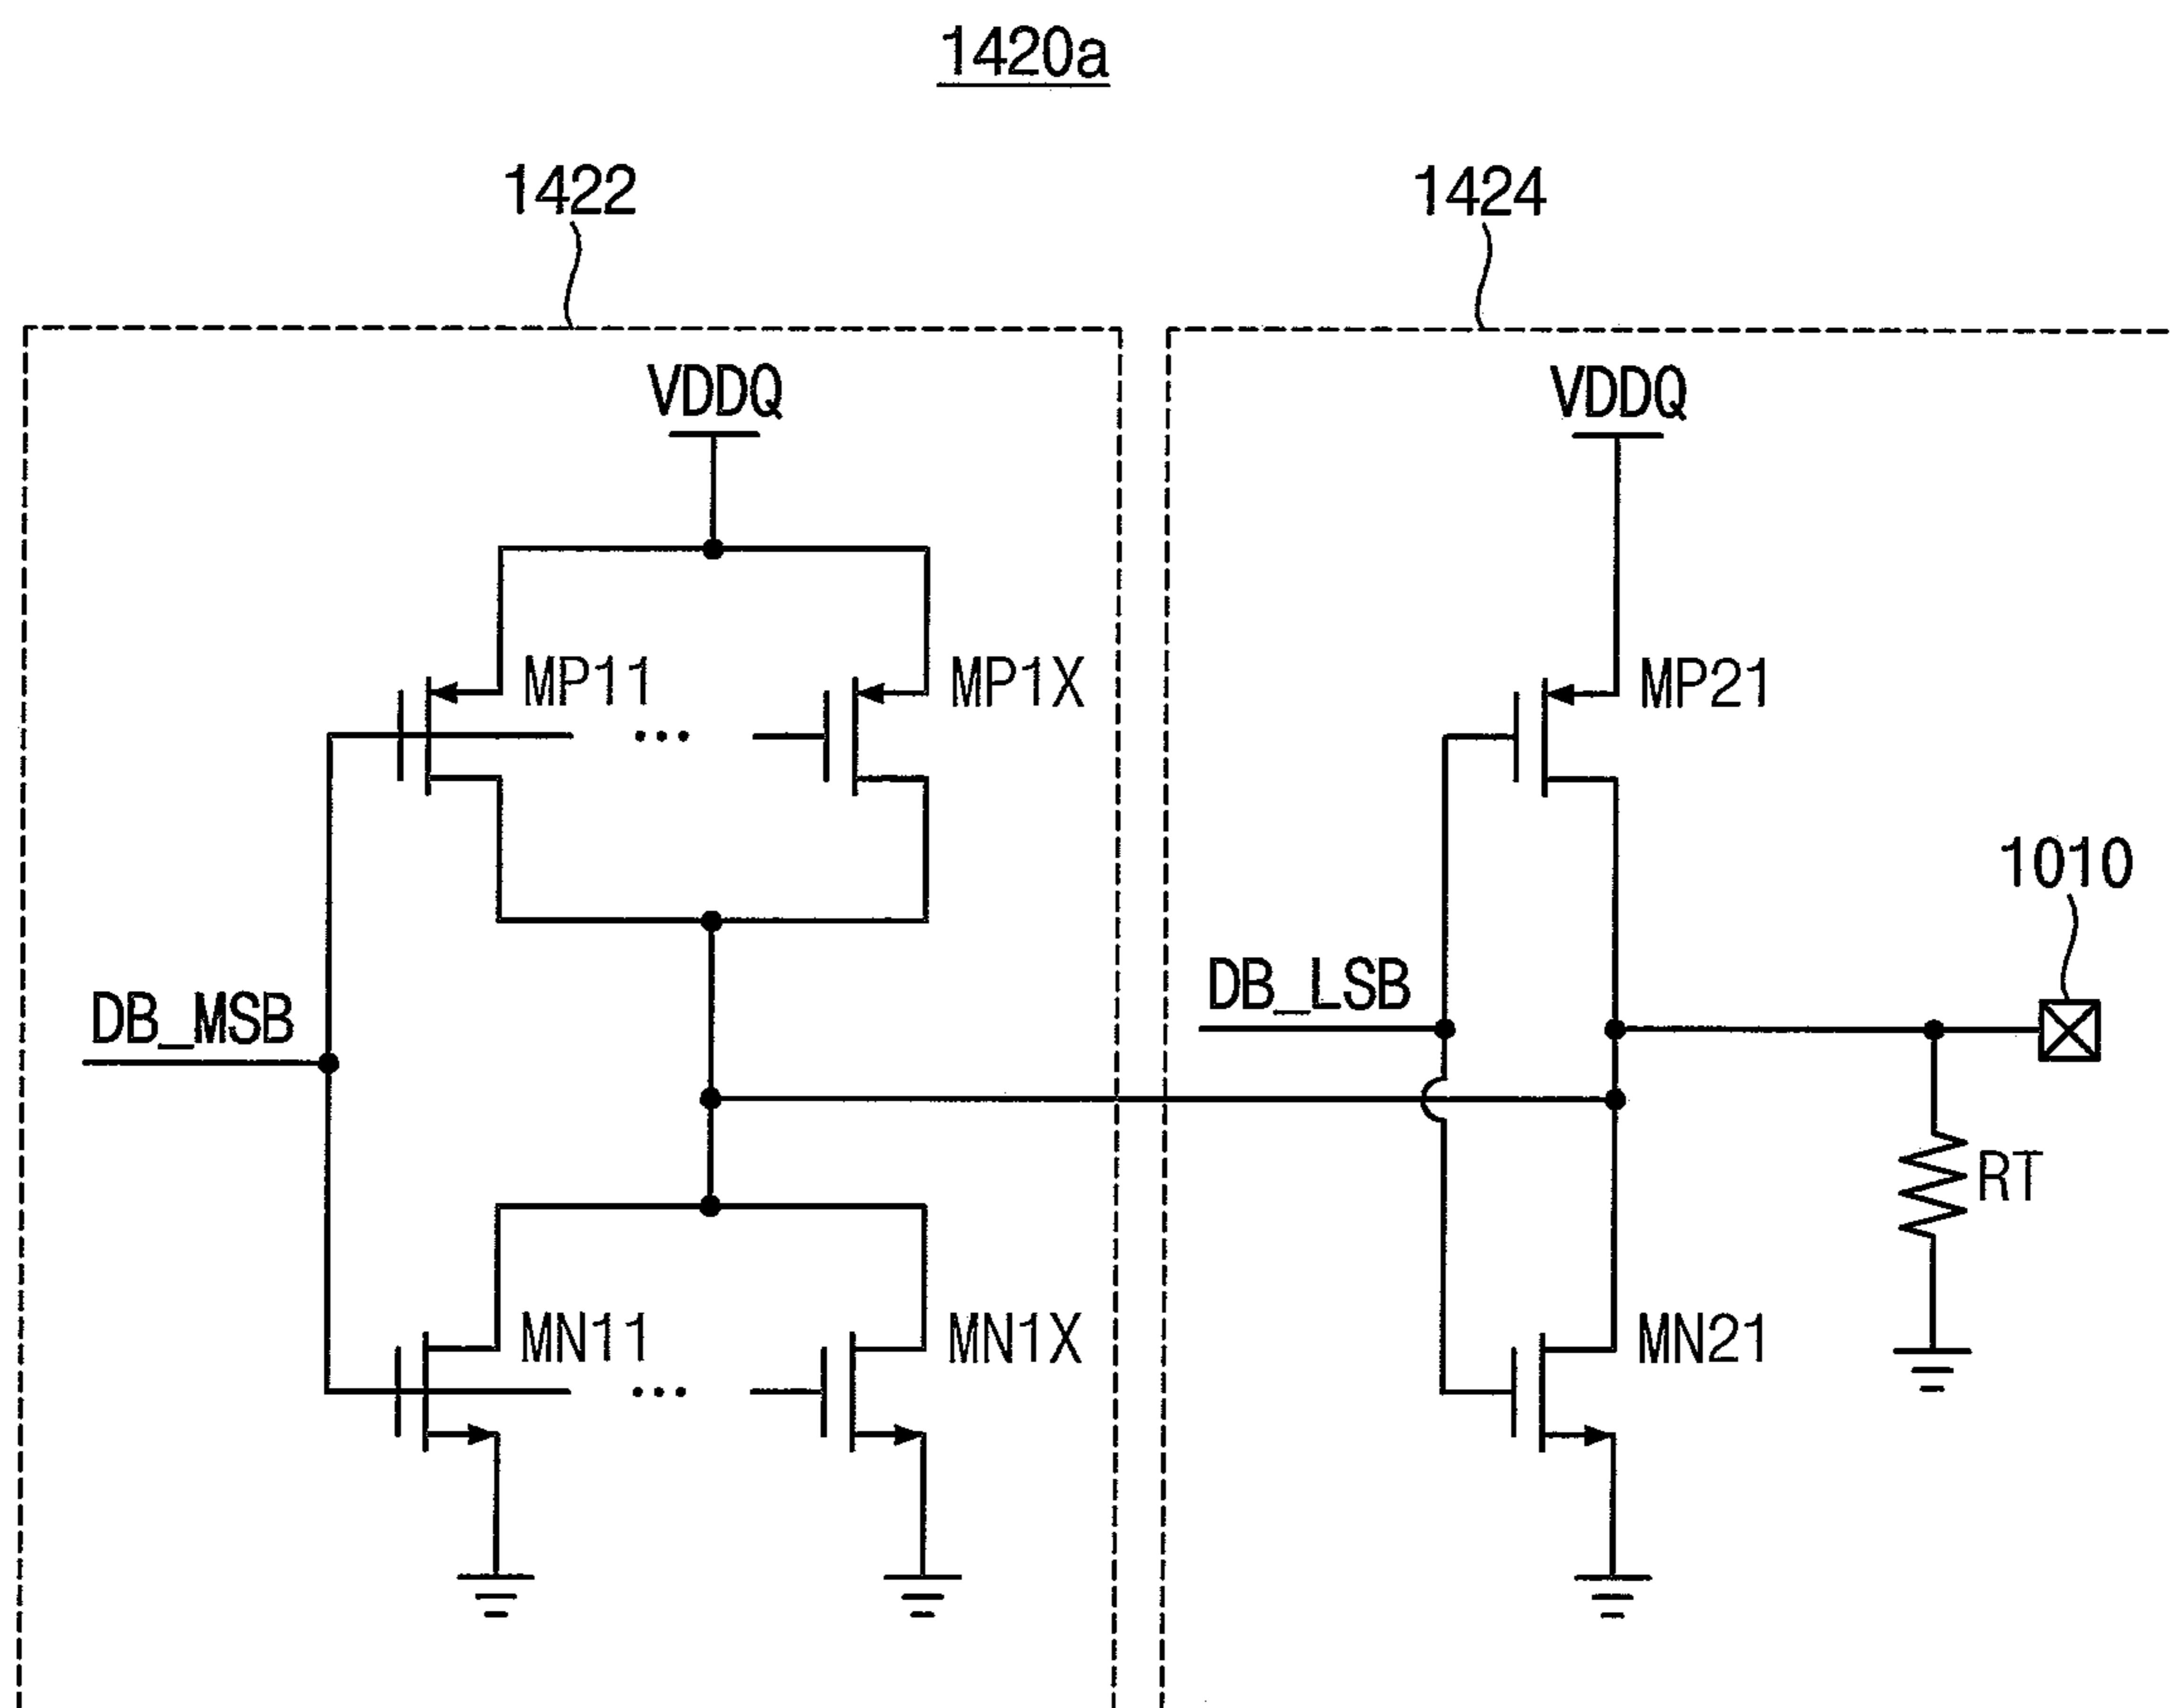 1420a
1422
1424
VDDQ
VDDQ
MP11
...
MP1X
MP21
1010
DB_MSB
DB_LSB
RT
MN11
...
MN1X
MN21